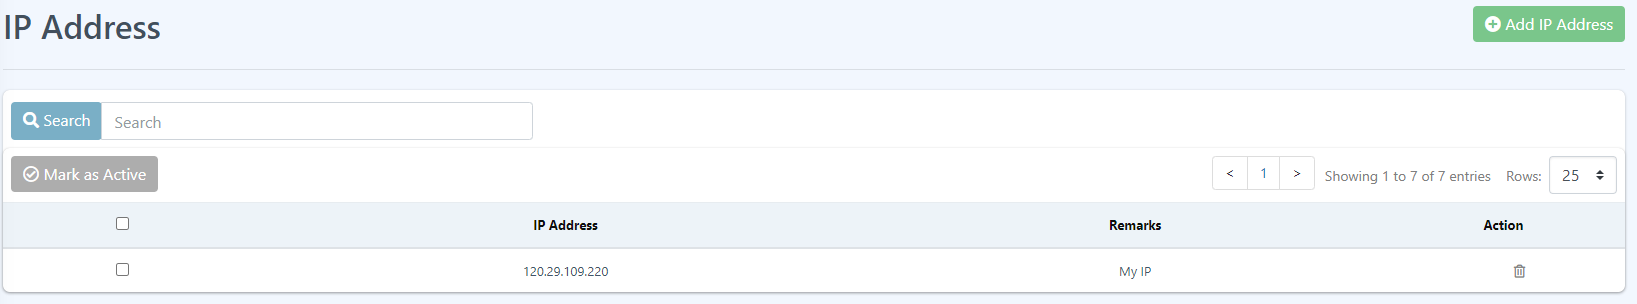 IP Address
Add IP Address
Search
Search
Mark as Active
< 1 > Showing 1 to 7 of 7 entries Rows: 25
IP Address Remarks Action
120.29.109.220 My IP